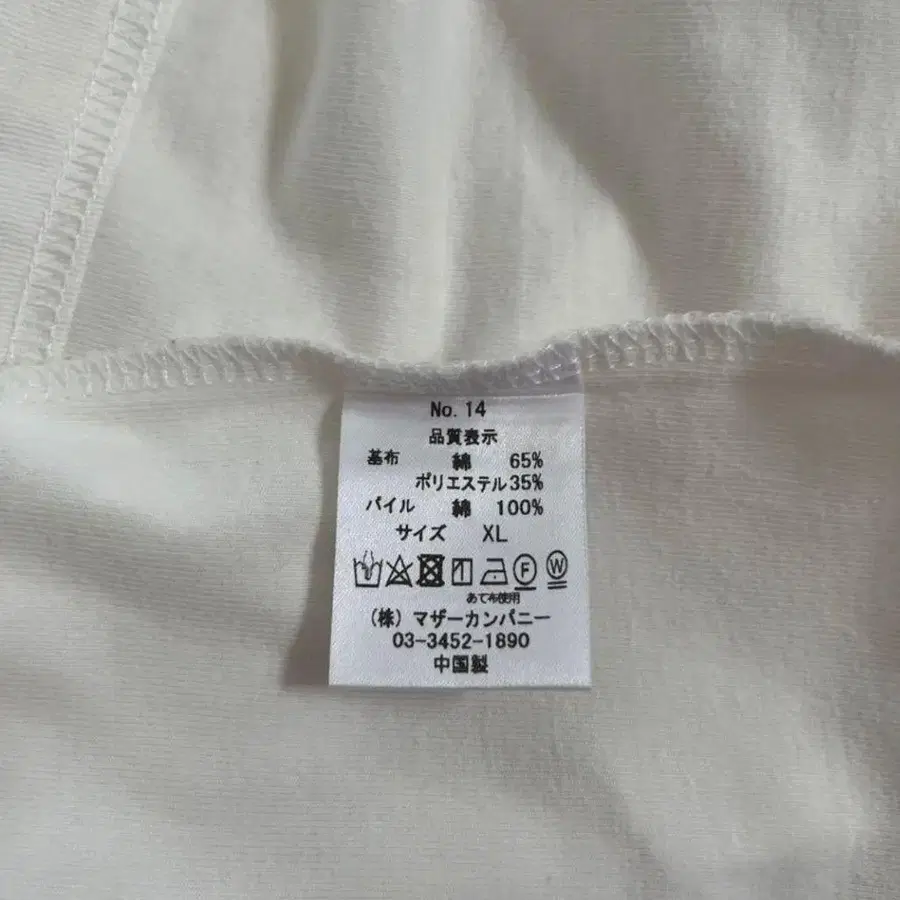 No. 14
品質表示
基布 綿 65%
ポリエステル35%
パイル 綿 100%
サイズ XL
F W
あて布使用
(株) マザーカンパニー
03-3452-1890
中国製